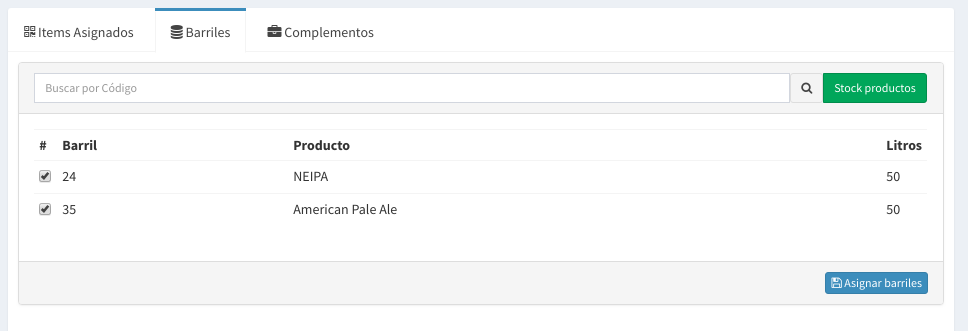 Items Asignados Barriles Complementos
Buscar por Código Stock productos
# Barril Producto Litros
24 NEIPA 50
35 American Pale Ale 50
Asignar barriles